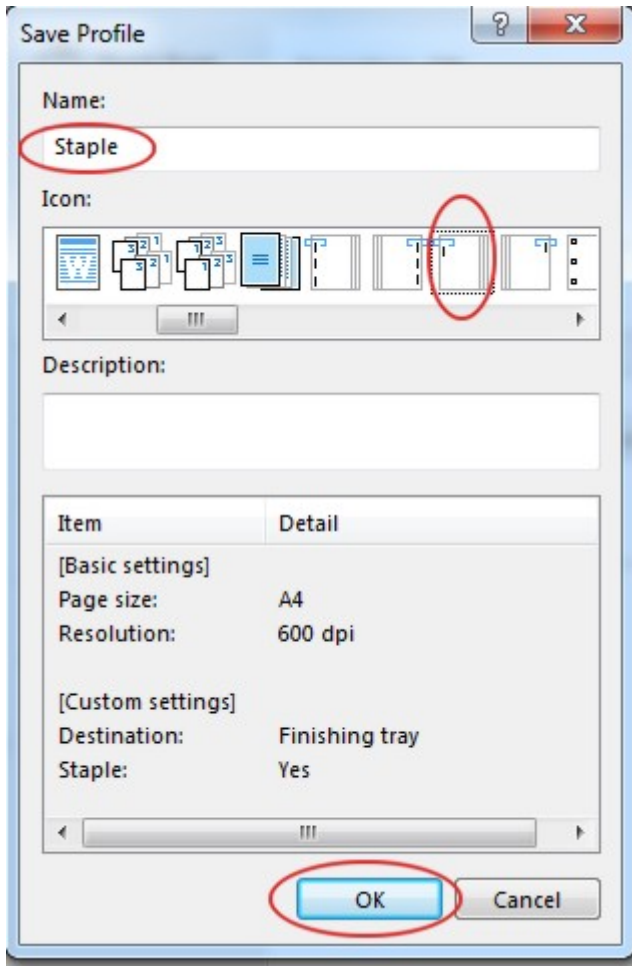 Save Profile
Name:
Staple
Icon:
Description:
Item Detail
[Basic settings]
Page size: A4
Resolution: 600 dpi
[Custom settings]
Destination: Finishing tray
Staple: Yes
OK Cancel